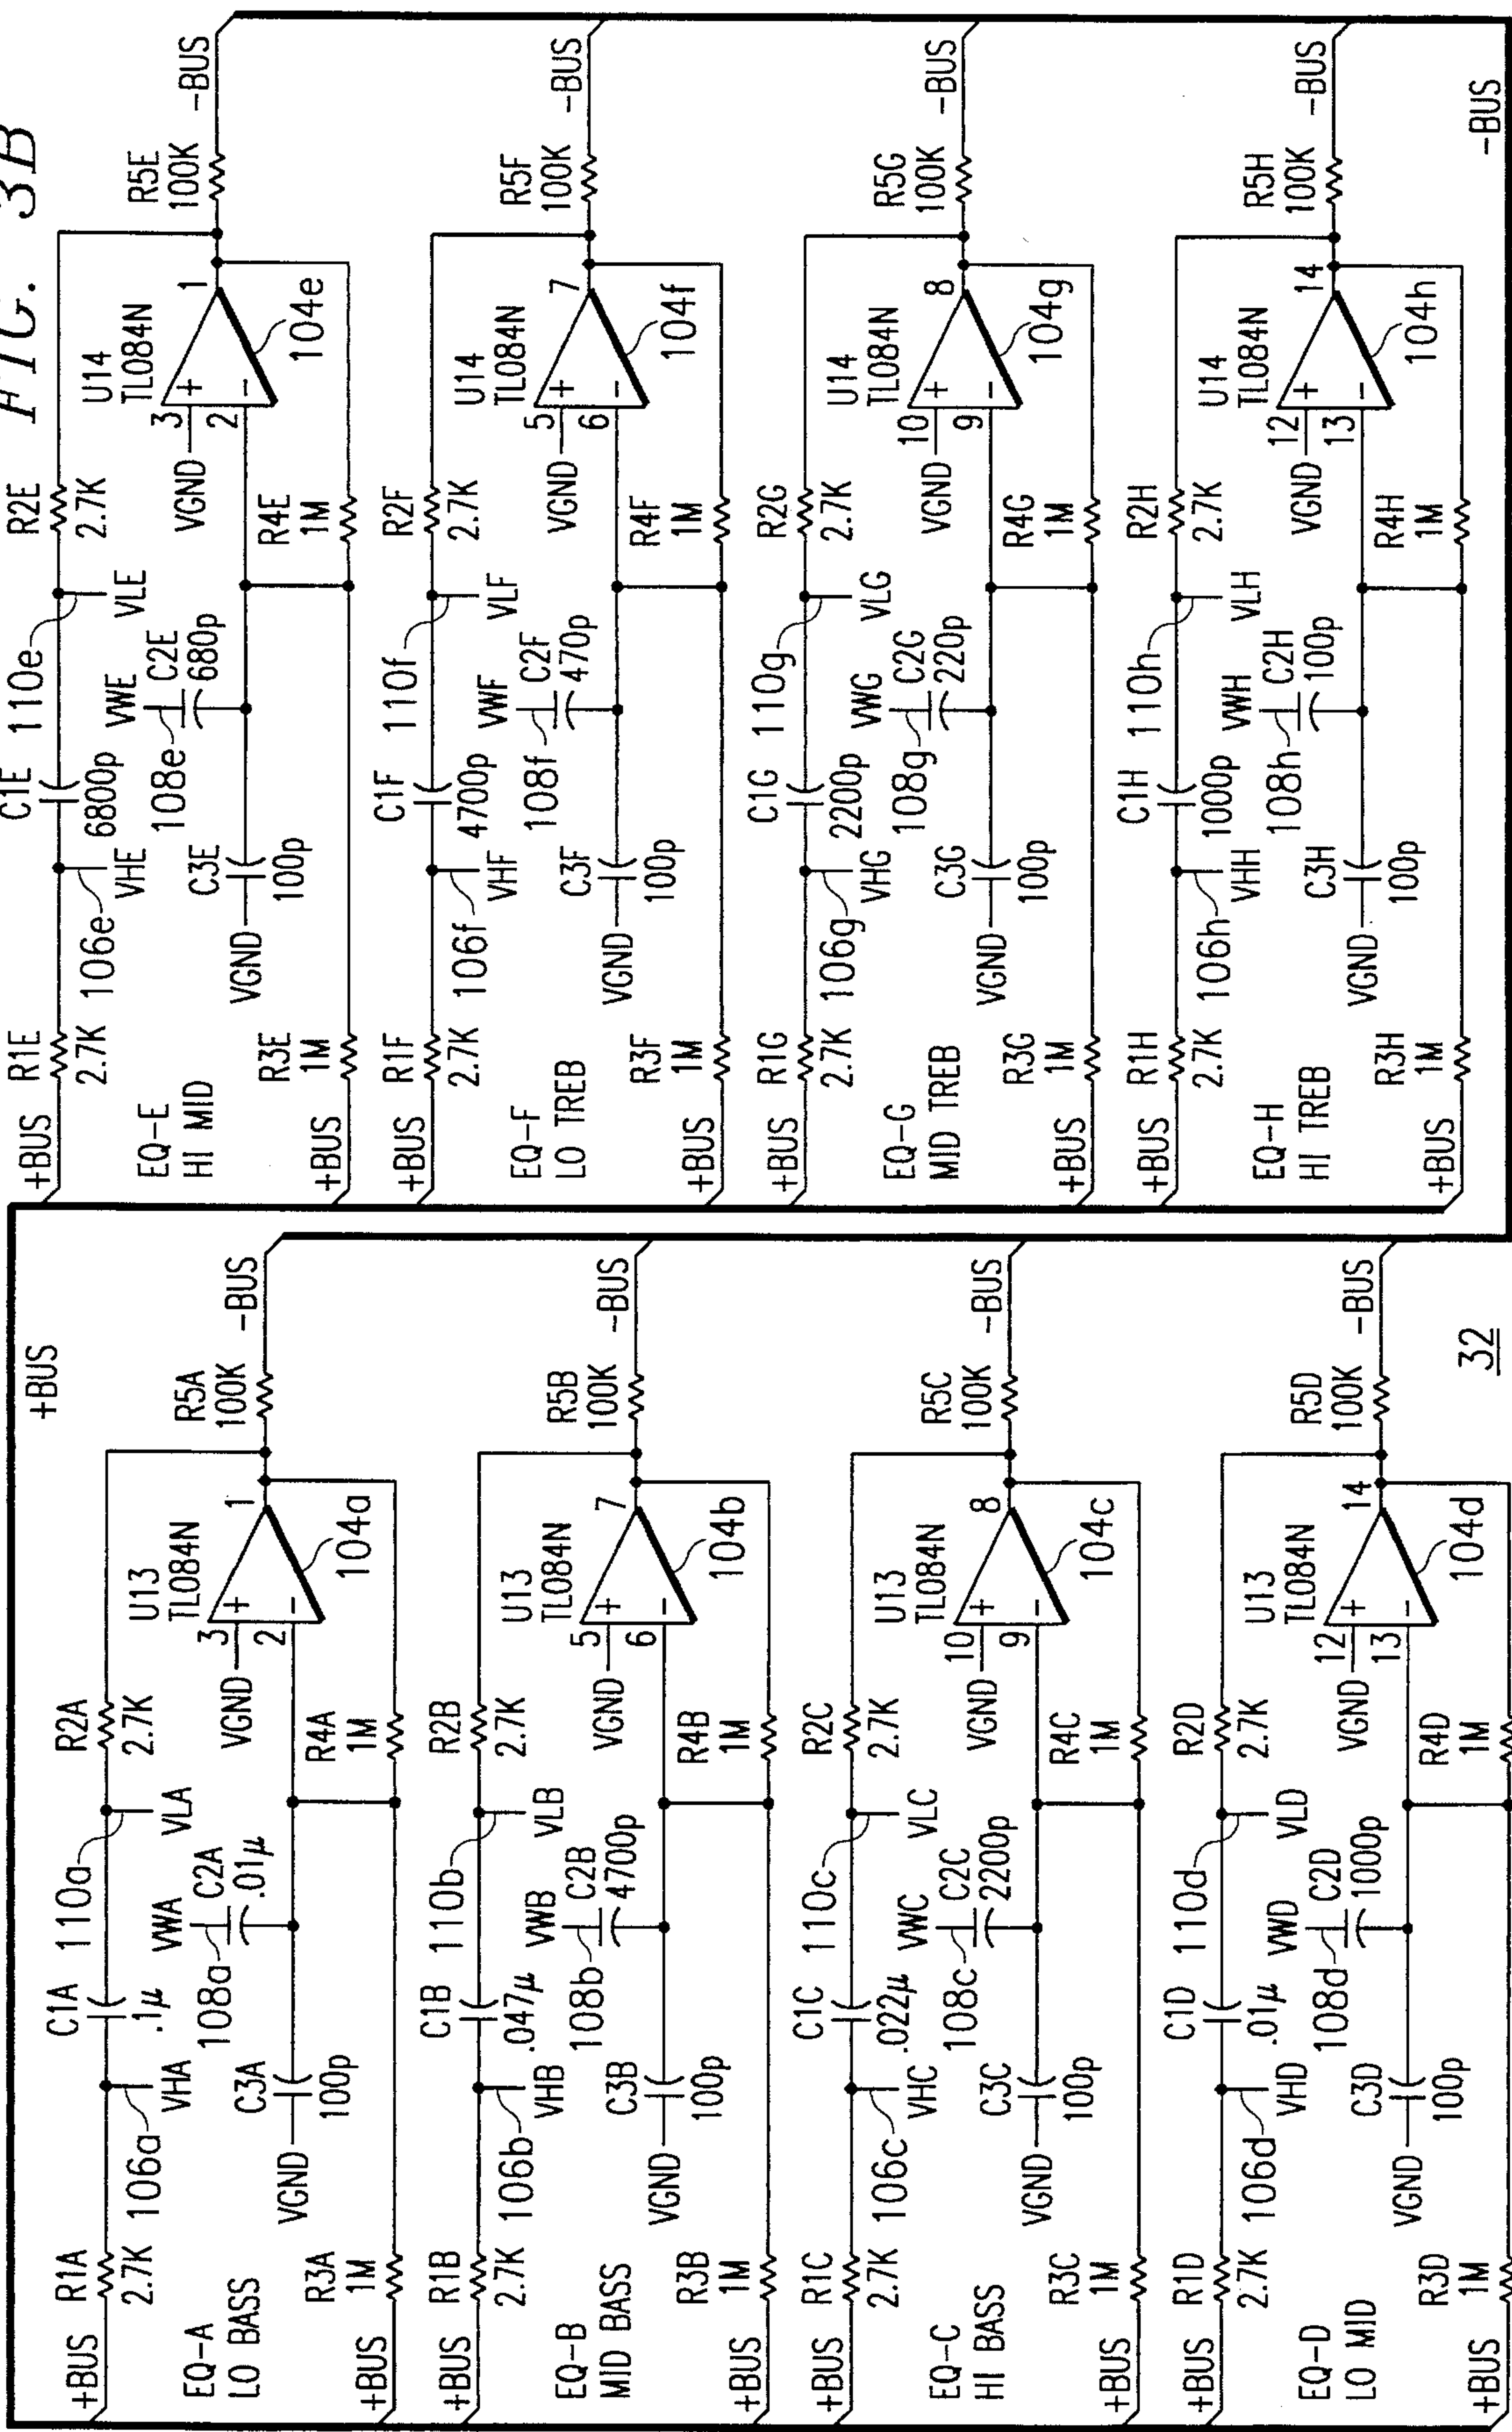 FIG. 3B
+BUS
+BUS
R1A
2.7K
106a
VHA
C1A
.1μ
110a
VLA
R2A
2.7K
EQ-A
LO BASS
VGND
C3A
100p
108a
VWA
C2A
.01μ
VGND
3
2
+
-
U13
TL084N
1
104a
R5A
100K
-BUS
+BUS
R3A
1M
R4A
1M
+BUS
R1B
2.7K
106b
VHB
C1B
.047μ
110b
VLB
R2B
2.7K
EQ-B
MID BASS
VGND
C3B
100p
108b
VWB
C2B
4700p
VGND
5
6
+
-
U13
TL084N
7
104b
R5B
100K
-BUS
+BUS
R3B
1M
R4B
1M
+BUS
R1C
2.7K
106c
VHC
C1C
.022μ
110c
VLC
R2C
2.7K
EQ-C
HI BASS
VGND
C3C
100p
108c
VWC
C2C
2200p
VGND
10
9
+
-
U13
TL084N
8
104c
R5C
100K
-BUS
+BUS
R3C
1M
R4C
1M
+BUS
R1D
2.7K
106d
VHD
C1D
.01μ
110d
VLD
R2D
2.7K
EQ-D
LO MID
VGND
C3D
100p
108d
VWD
C2D
1000p
VGND
12
13
+
-
U13
TL084N
14
104d
R5D
100K
-BUS
+BUS
R3D
1M
R4D
1M
32
+BUS
R1E
2.7K
106e
VHE
C1E
6800p
110e
VLE
R2E
2.7K
EQ-E
HI MID
VGND
C3E
100p
108e
VWE
C2E
680p
VGND
3
2
+
-
U14
TL084N
1
104e
R5E
100K
-BUS
+BUS
R3E
1M
R4E
1M
+BUS
R1F
2.7K
106f
VHF
C1F
4700p
110f
VLF
R2F
2.7K
EQ-F
LO TREB
VGND
C3F
100p
108f
VWF
C2F
470p
VGND
5
6
+
-
U14
TL084N
7
104f
R5F
100K
-BUS
+BUS
R3F
1M
R4F
1M
+BUS
R1G
2.7K
106g
VHG
C1G
2200p
110g
VLG
R2G
2.7K
EQ-G
MID TREB
VGND
C3G
100p
108g
VWG
C2G
220p
VGND
10
9
+
-
U14
TL084N
8
104g
R5G
100K
-BUS
+BUS
R3G
1M
R4G
1M
+BUS
R1H
2.7K
106h
VHH
C1H
1000p
110h
VLH
R2H
2.7K
EQ-H
HI TREB
VGND
C3H
100p
108h
VWH
C2H
100p
VGND
12
13
+
-
U14
TL084N
14
104h
R5H
100K
-BUS
+BUS
R3H
1M
R4H
1M
-BUS